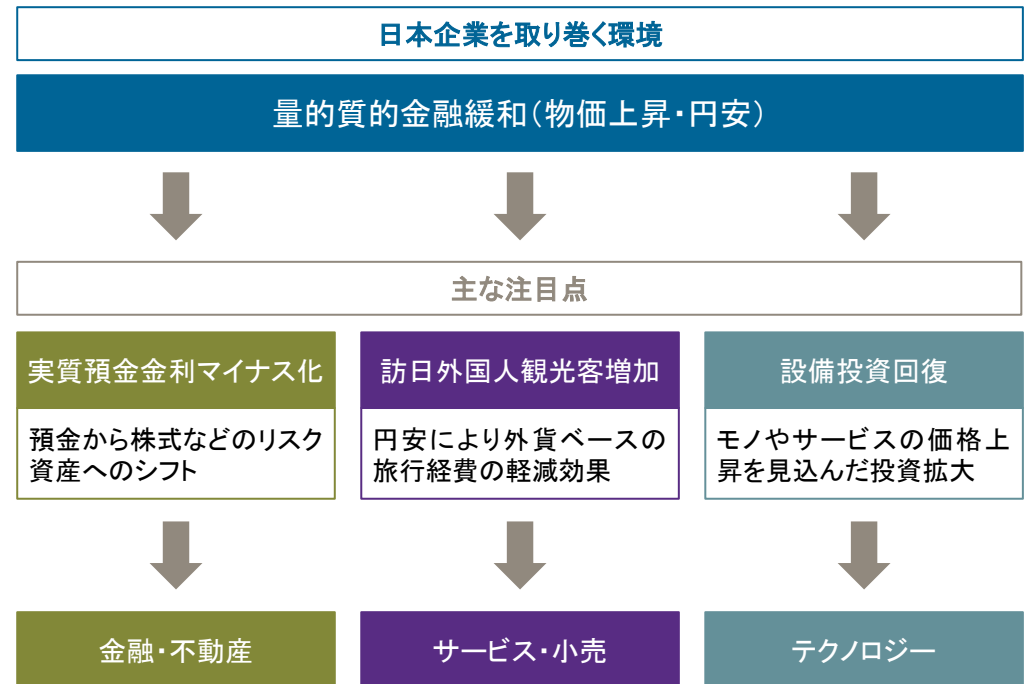 日本企業を取り巻く環境
量的質的金融緩和(物価上昇・円安)
主な注目点
実質預金金利マイナス化
預金から株式などのリスク
資産へのシフト
訪日外国人観光客増加
円安により外貨ベースの
旅行経費の軽減効果
設備投資回復
モノやサービスの価格上
昇を見込んだ投資拡大
金融・不動産
サービス・小売
テクノロジー